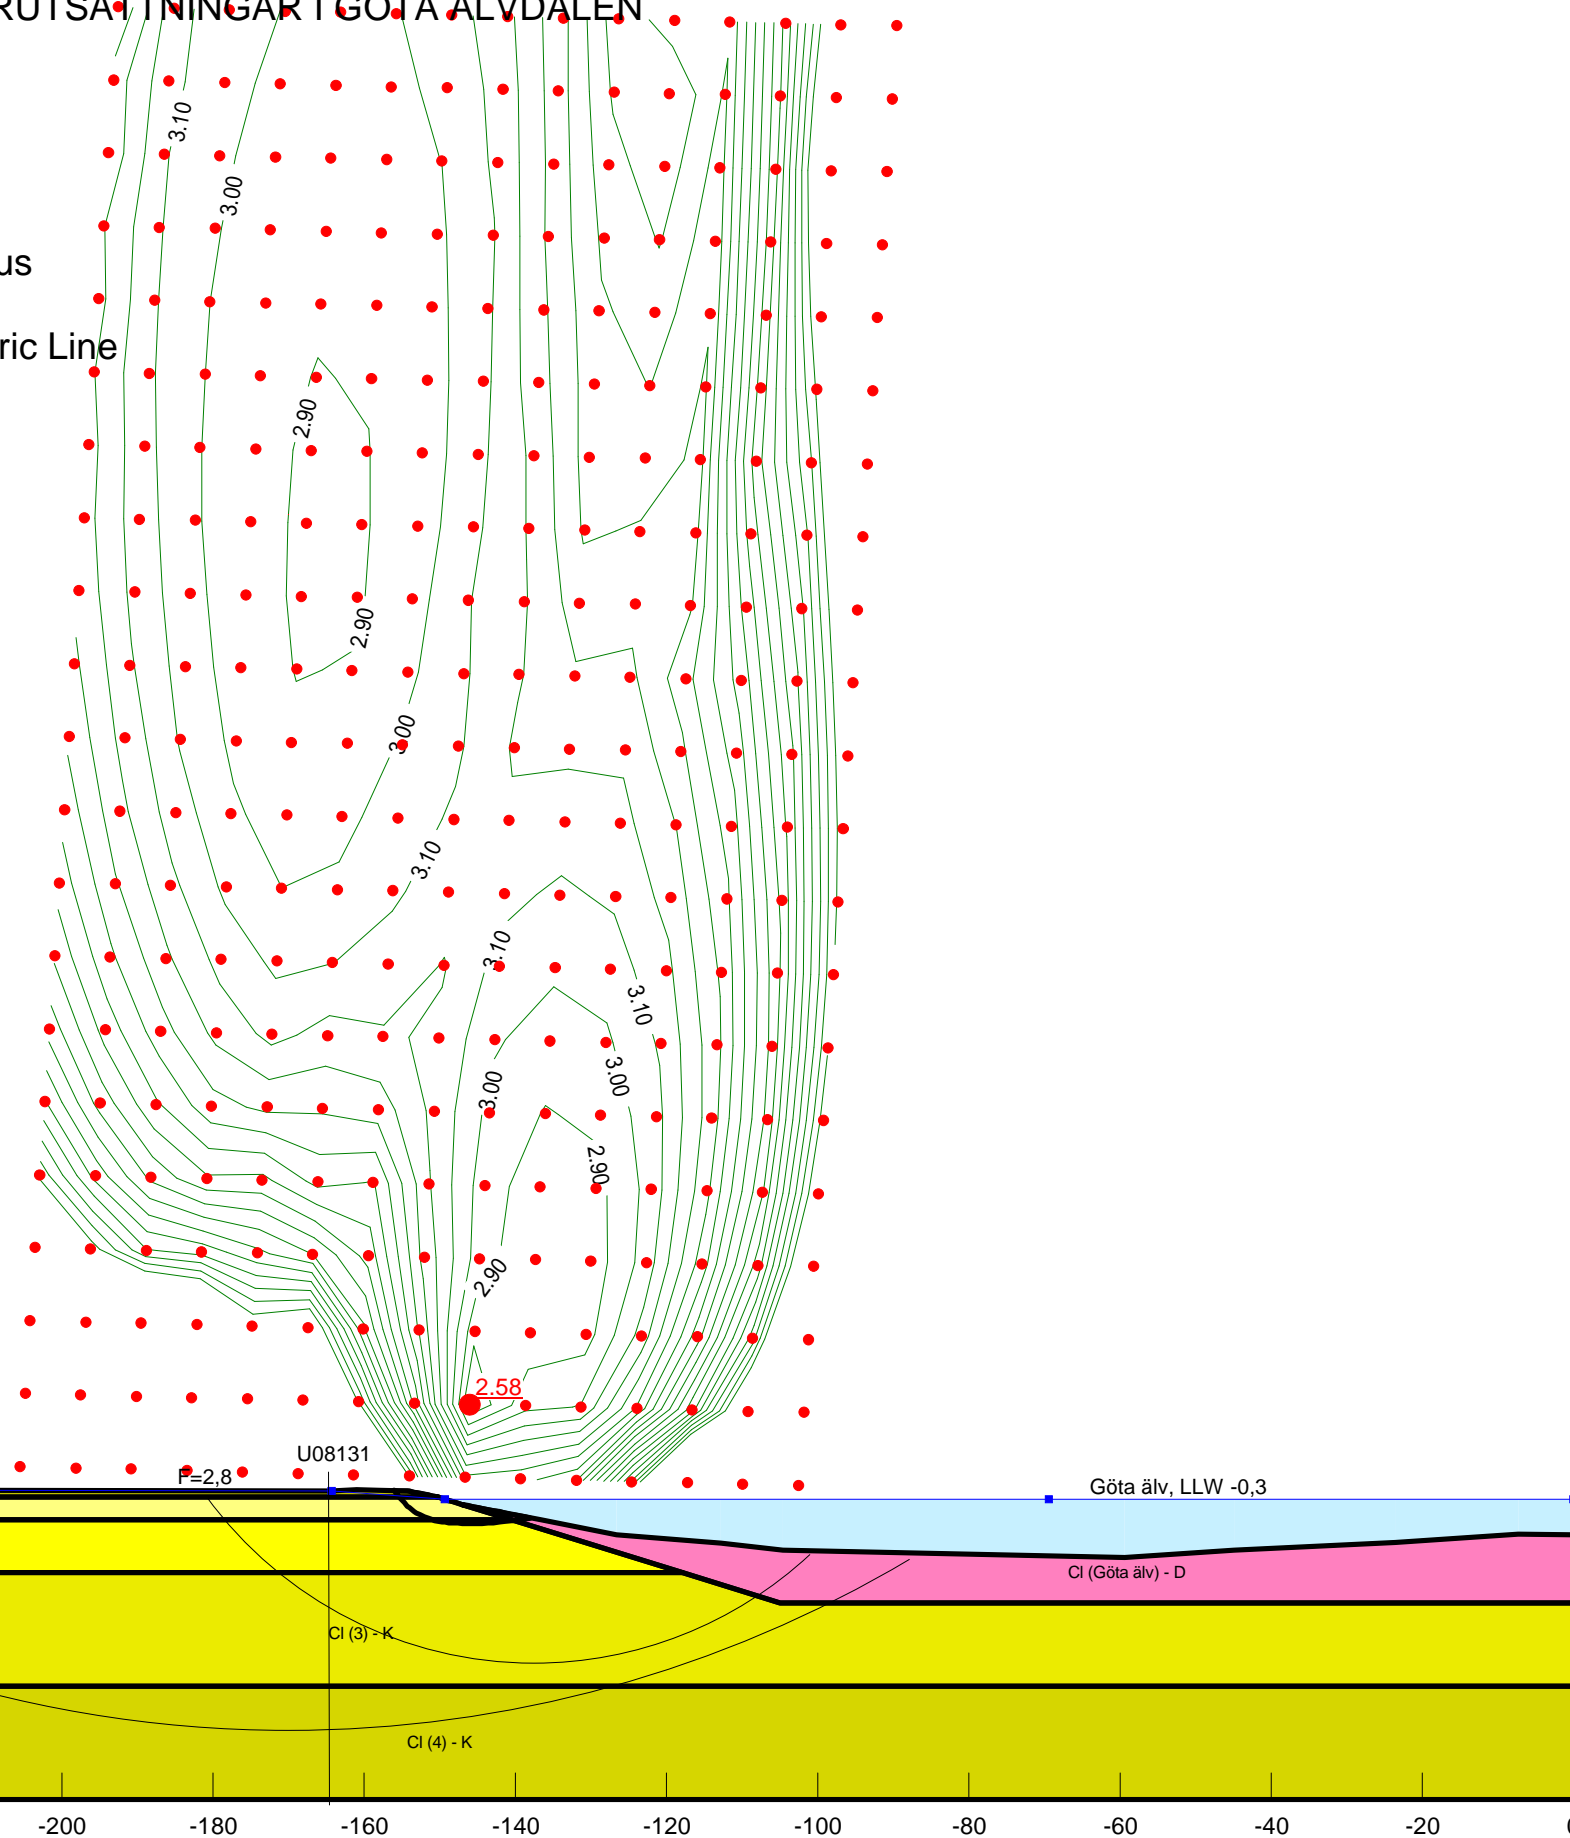 RUTSÄTTNINGAR I GÖTA ÄLVDALEN
3.10
3.00
us
ric Line
2.90
2.90
3.00
3.10
3.10
3.10
3.00
3.00
2.90
2.90
2.58
U08131
F=2,8
Göta älv, LLW -0,3
Cl (Göta älv) - D
Cl (3) - K
Cl (4) - K
-200 -180 -160 -140 -120 -100 -80 -60 -40 -20